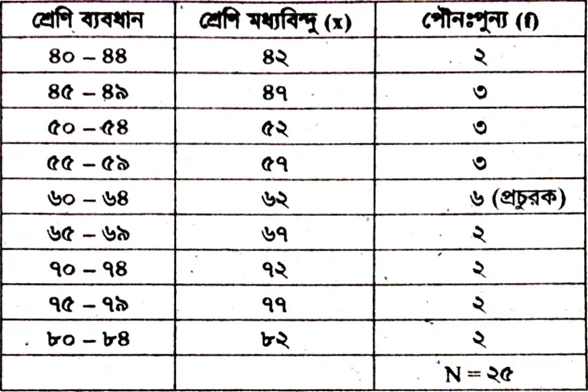 শ্রেণি ব্যবধান শ্রেণি মধ্যবিন্দু (x) পৌনঃপুন্য (f)
৪০ – ৪৪ ৪২ ২
৪৫ – ৪৯ ৪৭ ৩
৫০ – ৫৪ ৫২ ৩
৫৫ – ৫৯ ৫৭ ৩
৬০ – ৬৪ ৬২ ৬ (প্রচুরক)
৬৫ – ৬৯ ৬৭ ২
৭০ – ৭৪ ৭২ ২
৭৫ – ৭৯ ৭৭ ২
৮০ – ৮৪ ৮২ ২
N = ২৫